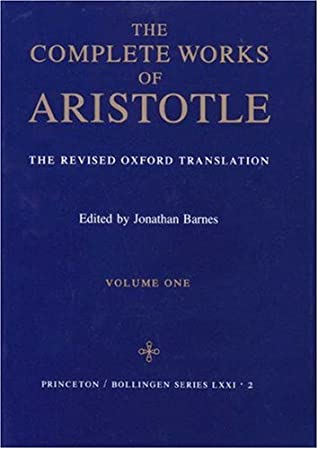 THE
COMPLETE WORKS
OF
ARISTOTLE
THE REVISED OXFORD TRANSLATION
Edited by Jonathan Barnes
VOLUME ONE
PRINCETON / BOLLINGEN SERIES LXXI · 2